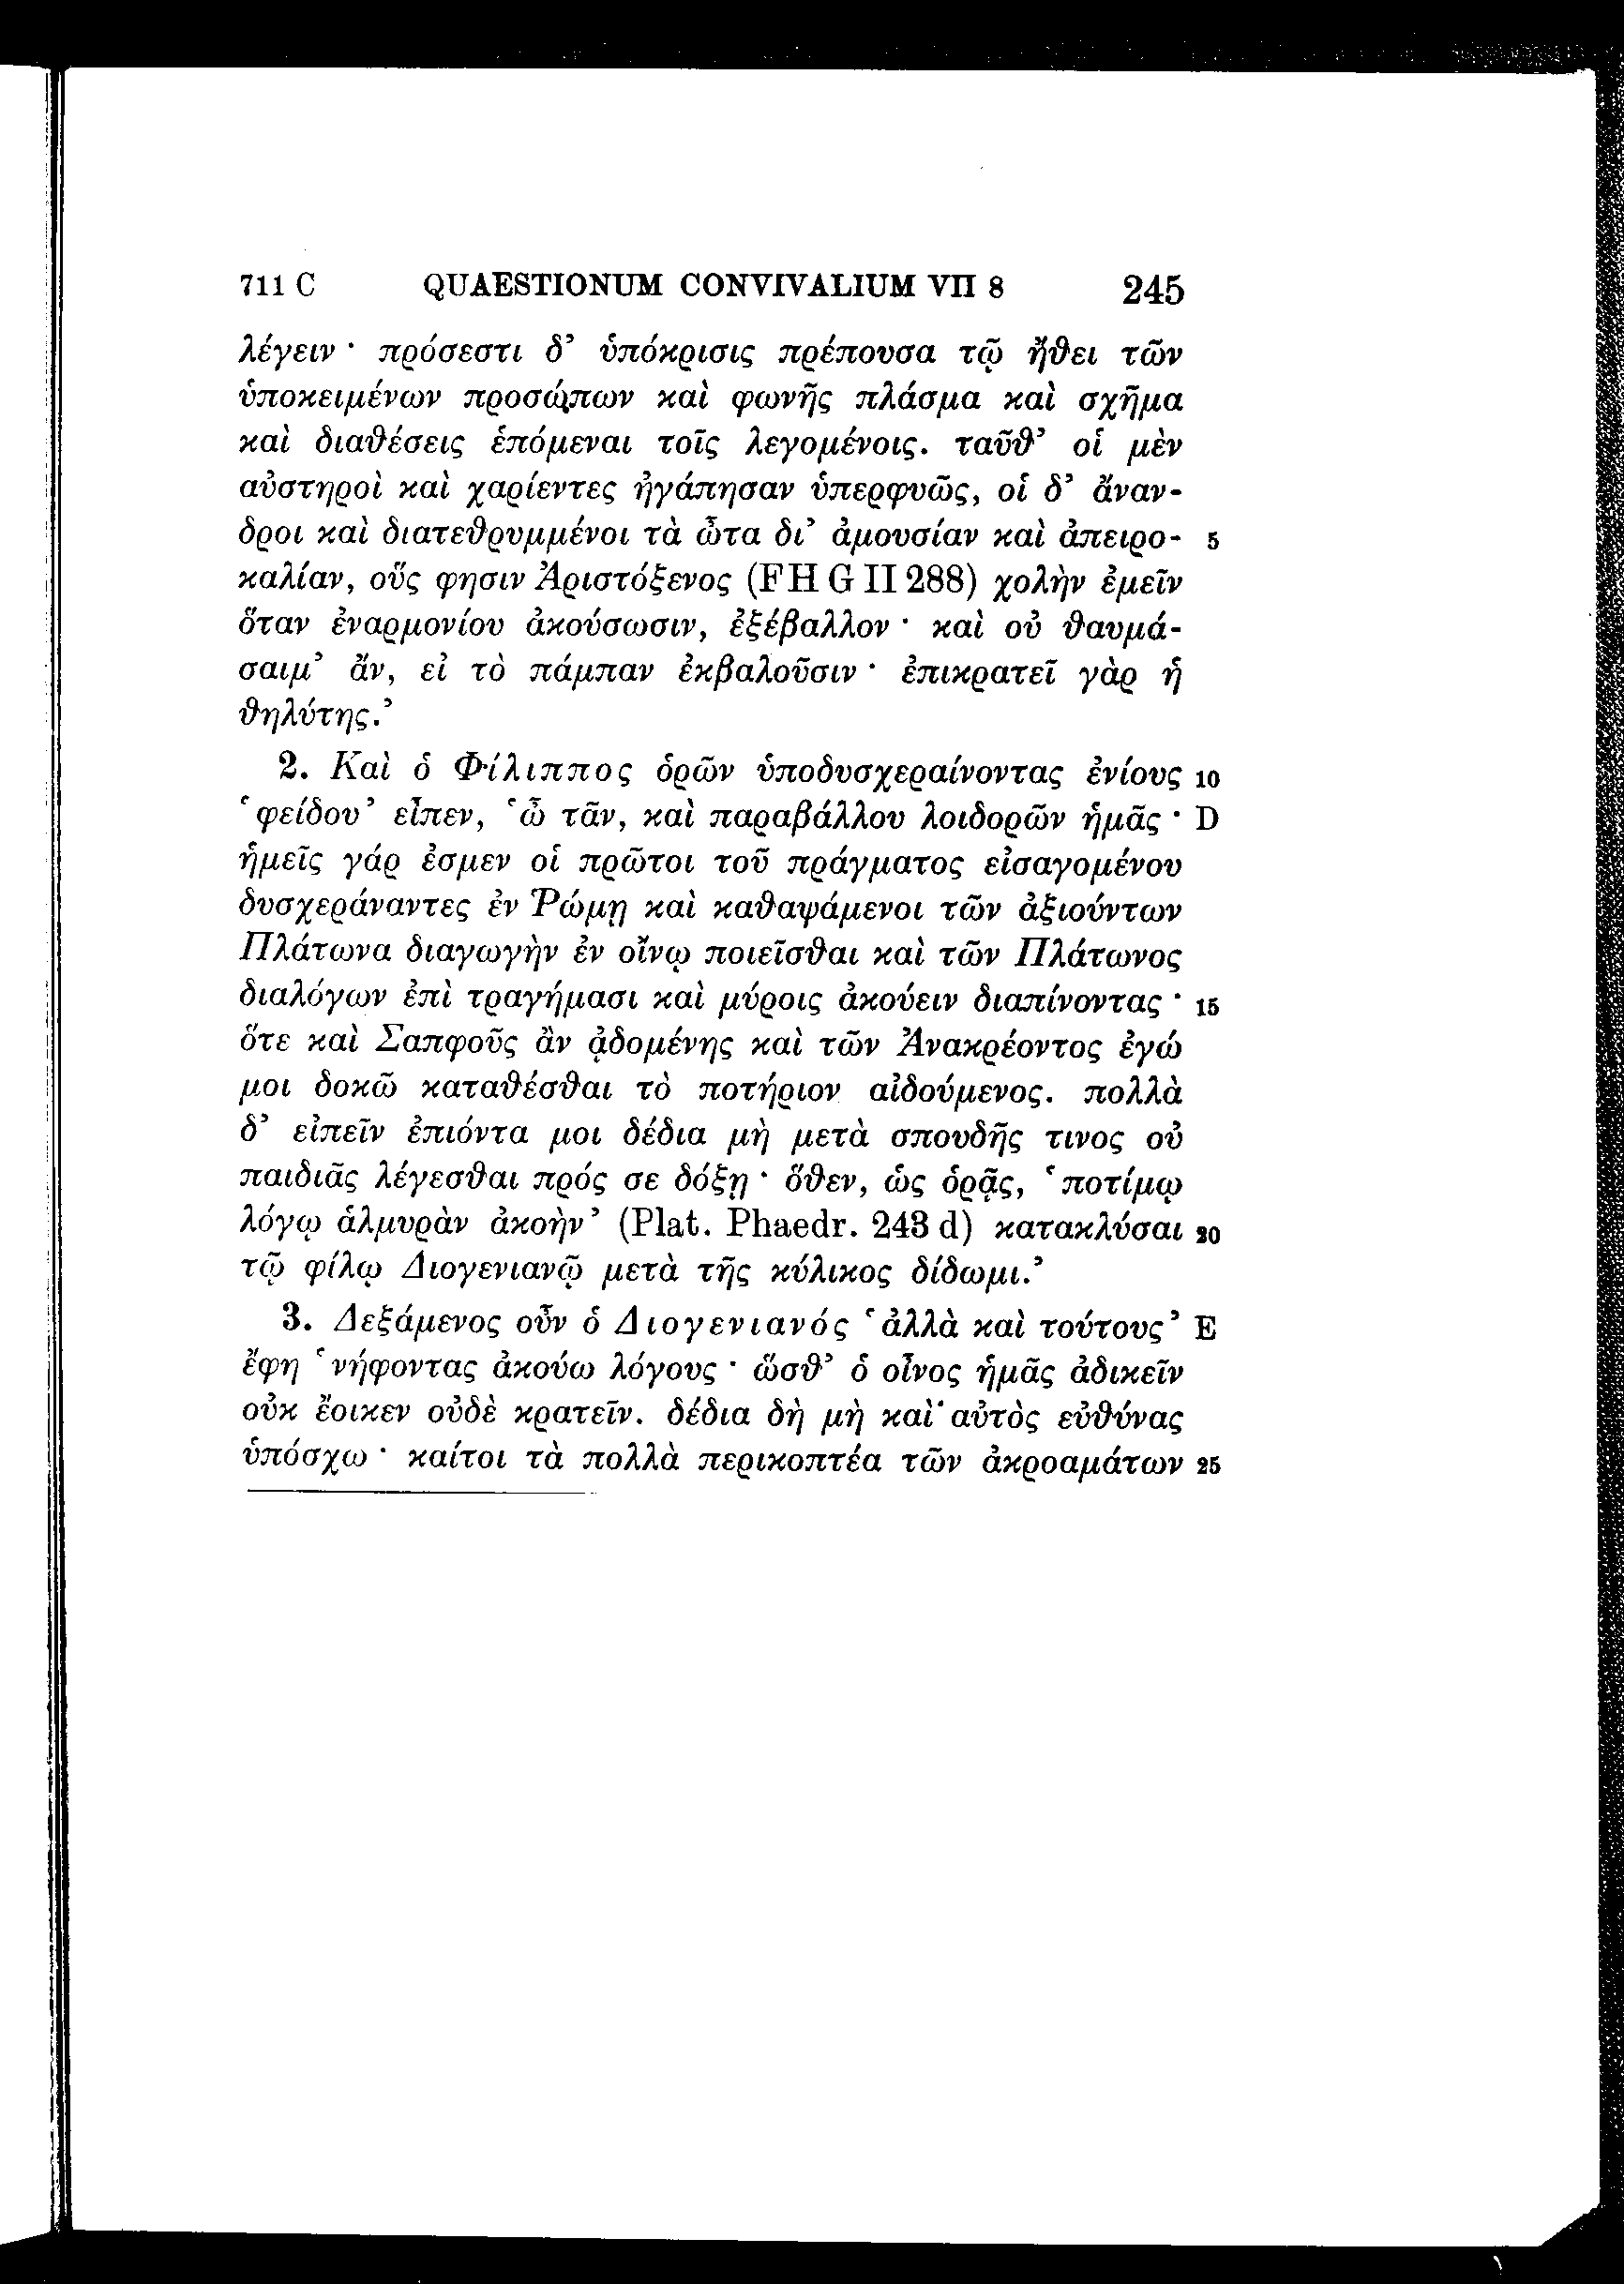 711 C QUAESTIONUM CONVIVALIUM VII 8 245
λέγειν · πρόσεστι δ’ ὑπόκρισις πρέπουσα τῷ ἤθει τῶν
ὑποκειμένων προσώπων καὶ φωνῆς πλάσμα καὶ σχῆμα
καὶ διαθέσεις ἑπόμεναι τοῖς λεγομένοις. ταῦθ’ οἱ μὲν
αὐστηροὶ καὶ χαρίεντες ἠγάπησαν ὑπερφυῶς, οἱ δ’ ἄναν-
δροι καὶ διατεθρυμμένοι τὰ ὦτα δι’ ἀμουσίαν καὶ ἀπειρο- 5
καλίαν, οὕς φησιν Ἀριστόξενος (FHG II 288) χολὴν ἐμεῖν
ὅταν ἐναρμονίου ἀκούσωσιν, ἐξέβαλλον · καὶ οὐ θαυμά-
σαιμ’ ἄν, εἰ τὸ πάμπαν ἐκβαλοῦσιν · ἐπικρατεῖ γὰρ ἡ
θηλύτης.’
2. Καὶ ὁ Φίλιππος ὁρῶν ὑποδυσχεραίνοντας ἐνίους 10
‘φείδου’ εἶπεν, ‘ὦ τᾶν, καὶ παραβάλλου λοιδορῶν ἡμᾶς · D
ἡμεῖς γάρ ἐσμεν οἱ πρῶτοι τοῦ πράγματος εἰσαγομένου
δυσχεράναντες ἐν Ῥώμῃ καὶ καθαψάμενοι τῶν ἀξιούντων
Πλάτωνα διαγωγὴν ἐν οἴνῳ ποιεῖσθαι καὶ τῶν Πλάτωνος
διαλόγων ἐπὶ τραγήμασι καὶ μύροις ἀκούειν διαπίνοντας · 15
ὅτε καὶ Σαπφοῦς ἂν ᾀδομένης καὶ τῶν Ἀνακρέοντος ἐγώ
μοι δοκῶ καταθέσθαι τὸ ποτήριον αἰδούμενος. πολλὰ
δ’ εἰπεῖν ἐπιόντα μοι δέδια μὴ μετὰ σπουδῆς τινος οὐ
παιδιᾶς λέγεσθαι πρός σε δόξῃ · ὅθεν, ὡς ὁρᾷς, ‘ποτίμῳ
λόγῳ ἁλμυρὰν ἀκοὴν’ (Plat. Phaedr. 243 d) κατακλύσαι 20
τῷ φίλῳ Διογενιανῷ μετὰ τῆς κύλικος δίδωμι.’
3. Δεξάμενος οὖν ὁ Διογενιανός ‘ἀλλὰ καὶ τούτους’ E
ἔφη ‘νήφοντας ἀκούω λόγους · ὥσθ’ ὁ οἶνος ἡμᾶς ἀδικεῖν
οὐκ ἔοικεν οὐδὲ κρατεῖν. δέδια δὴ μὴ καὶ αὐτὸς εὐθύνας
ὑπόσχω · καίτοι τὰ πολλὰ περικοπτέα τῶν ἀκροαμάτων 25